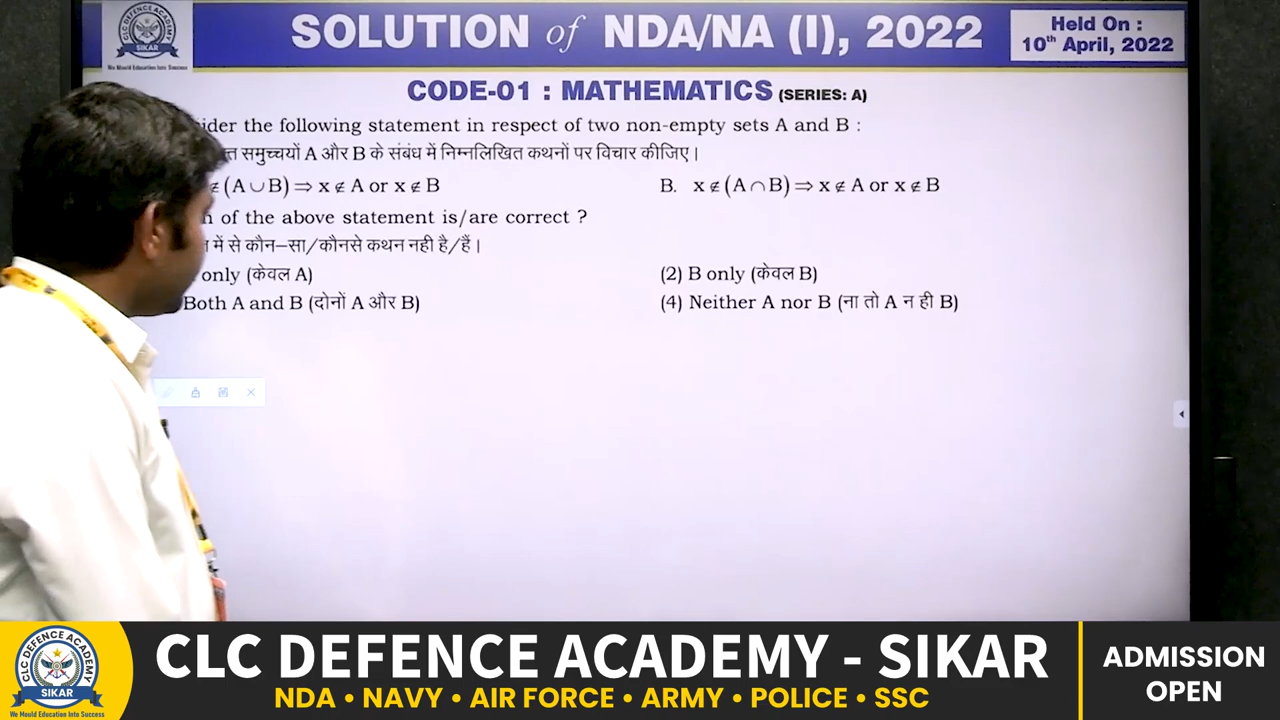 CLC DEFENCE ACADEMY
SIKAR
We Mould Education Into Success
SOLUTION of NDA/NA (I), 2022
Held On :
10th April, 2022
CODE-01 : MATHEMATICS (SERIES: A)
the following statement in respect of two non-empty sets A and B :
समुच्चयों A और B के संबंध में निम्नलिखित कथनों पर विचार कीजिए।
∉ (A ∪ B) ⇒ x ∉ A or x ∉ B
B. x ∉ (A ∩ B) ⇒ x ∉ A or x ∉ B
of the above statement is/are correct ?
में से कौन–सा/कौनसे कथन नही है/हैं।
only (केवल A)
(2) B only (केवल B)
Both A and B (दोनों A और B)
(4) Neither A nor B (ना तो A न ही B)
CLC DEFENCE ACADEMY
SIKAR
We Mould Education Into Success
CLC DEFENCE ACADEMY - SIKAR
NDA • NAVY • AIR FORCE • ARMY • POLICE • SSC
ADMISSION
OPEN